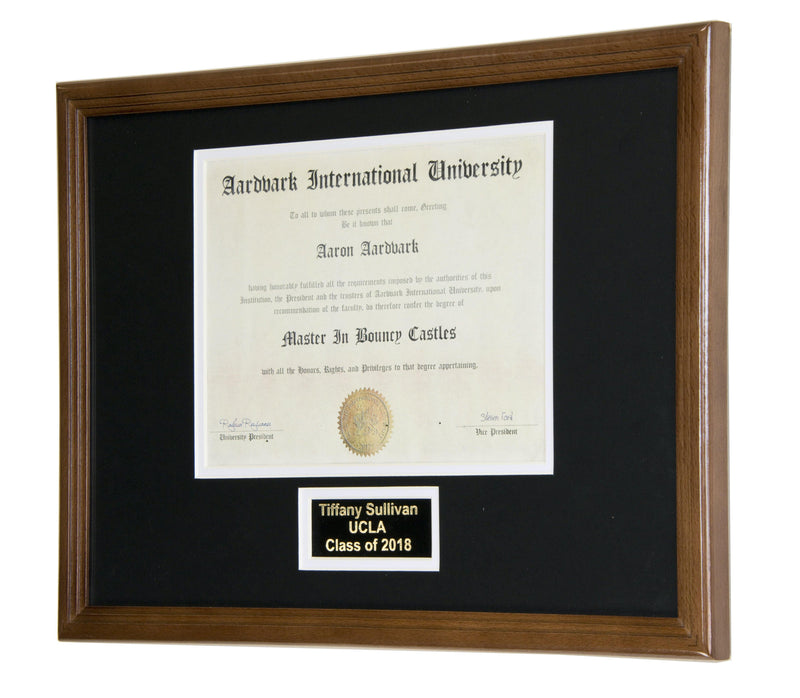 Aardvark International University
To all to whom these presents shall come, Greeting
Be it known that
Aaron Aardvark
having honorably fulfilled all the requirements imposed by the authorities of this
Institution, the President and the trustees of Aardvark International University, upon
recommendation of the faculty, do therefore confer the degree of
Master In Bouncy Castles
with all the Honors, Rights, and Privileges to that degree appertaining.
University President
Vice President
Tiffany Sullivan
UCLA
Class of 2018